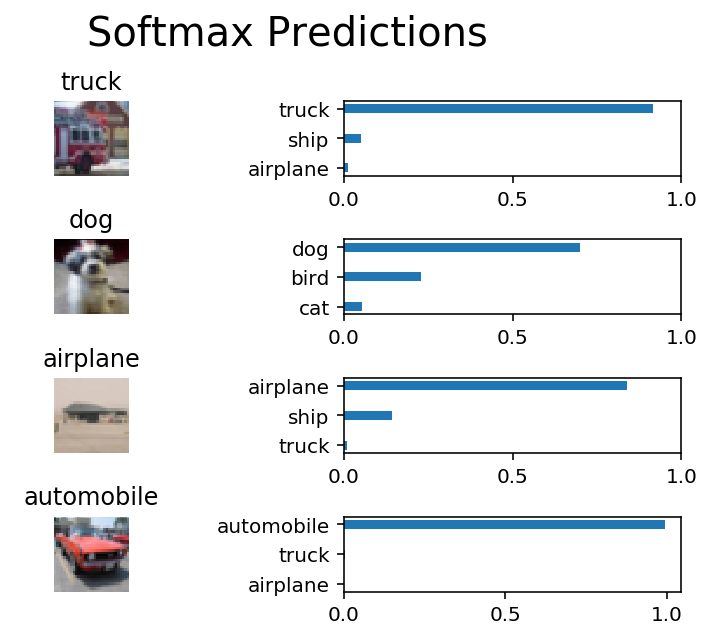 Softmax Predictions
truck
truck
ship
airplane
0.0 0.5 1.0
dog
dog
bird
cat
0.0 0.5 1.0
airplane
airplane
ship
truck
0.0 0.5 1.0
automobile
automobile
truck
airplane
0.0 0.5 1.0